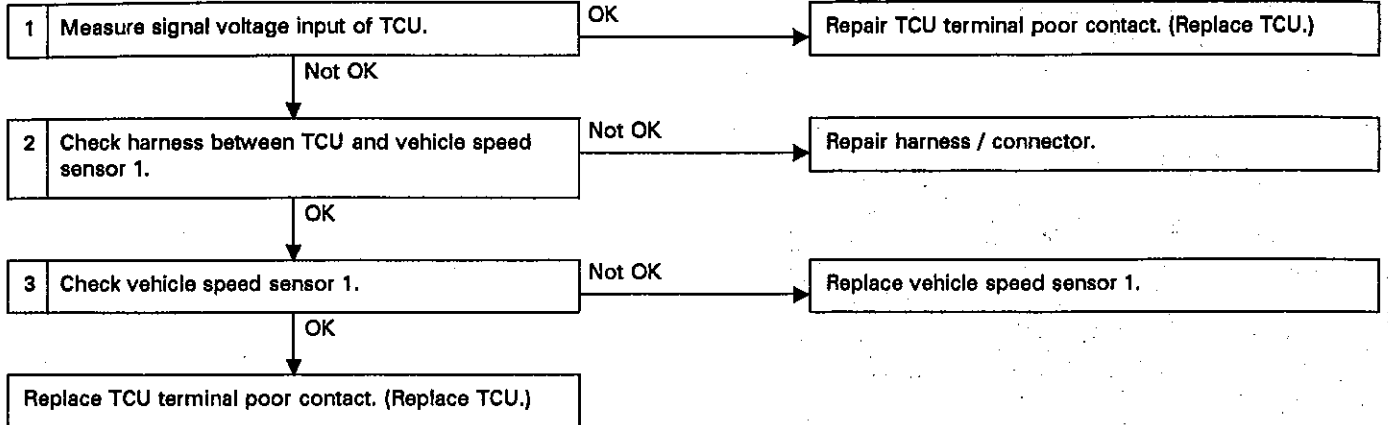 1 Measure signal voltage input of TCU.
OK
Repair TCU terminal poor contact. (Replace TCU.)
Not OK
2 Check harness between TCU and vehicle speed
sensor 1.
Not OK
Repair harness / connector.
OK
3 Check vehicle speed sensor 1.
Not OK
Replace vehicle speed sensor 1.
OK
Replace TCU terminal poor contact. (Replace TCU.)